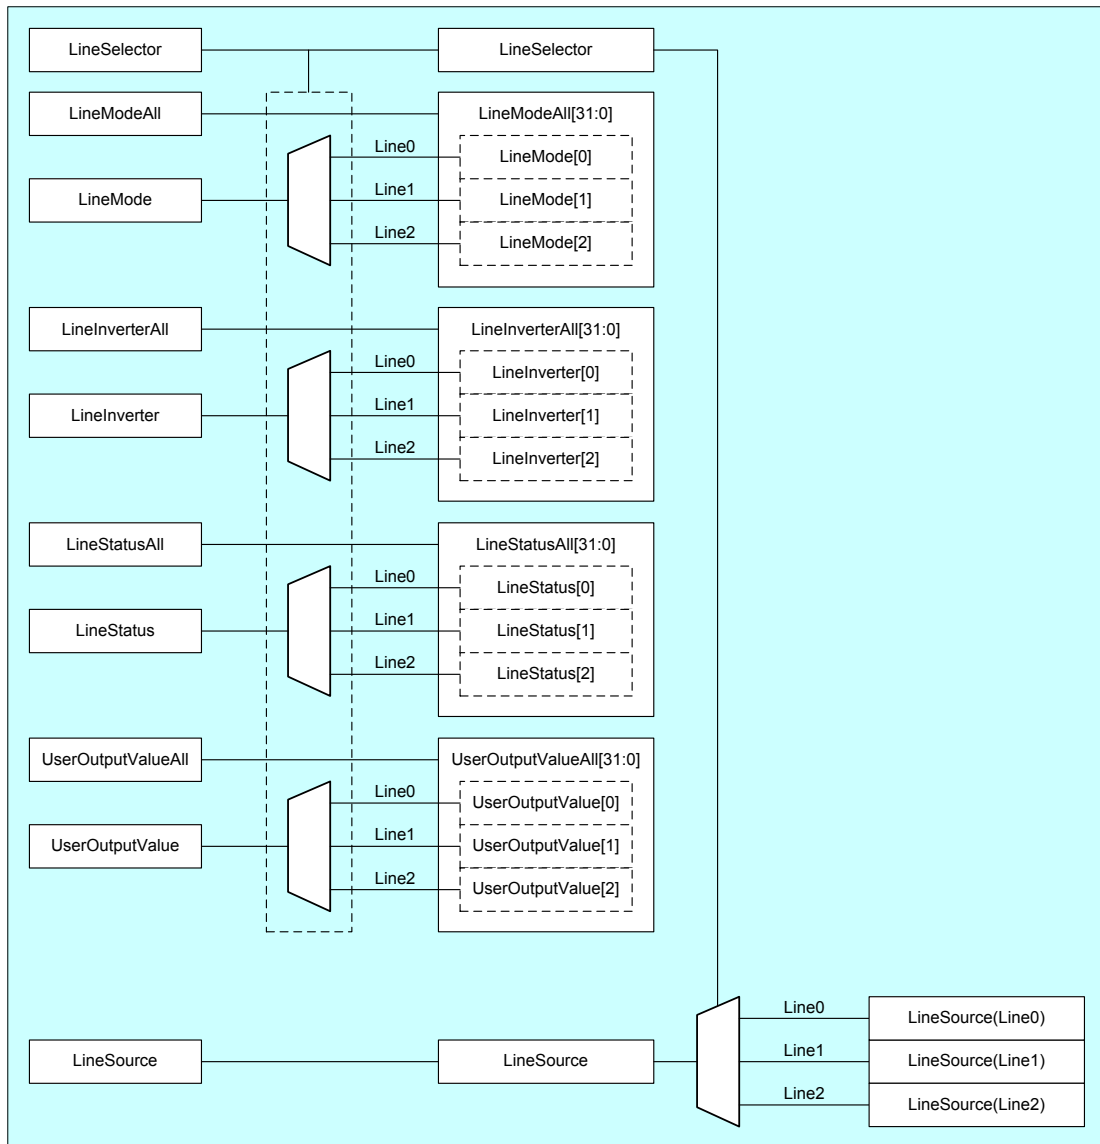 LineSelector
LineSelector
LineModeAll
LineModeAll[31:0]
Line0
LineMode[0]
LineMode
Line1
LineMode[1]
Line2
LineMode[2]
LineInverterAll
LineInverterAll[31:0]
Line0
LineInverter[0]
LineInverter
Line1
LineInverter[1]
Line2
LineInverter[2]
LineStatusAll
LineStatusAll[31:0]
Line0
LineStatus[0]
LineStatus
Line1
LineStatus[1]
Line2
LineStatus[2]
UserOutputValueAll
UserOutputValueAll[31:0]
Line0
UserOutputValue[0]
UserOutputValue
Line1
UserOutputValue[1]
Line2
UserOutputValue[2]
Line0
LineSource(Line0)
LineSource
LineSource
Line1
LineSource(Line1)
Line2
LineSource(Line2)